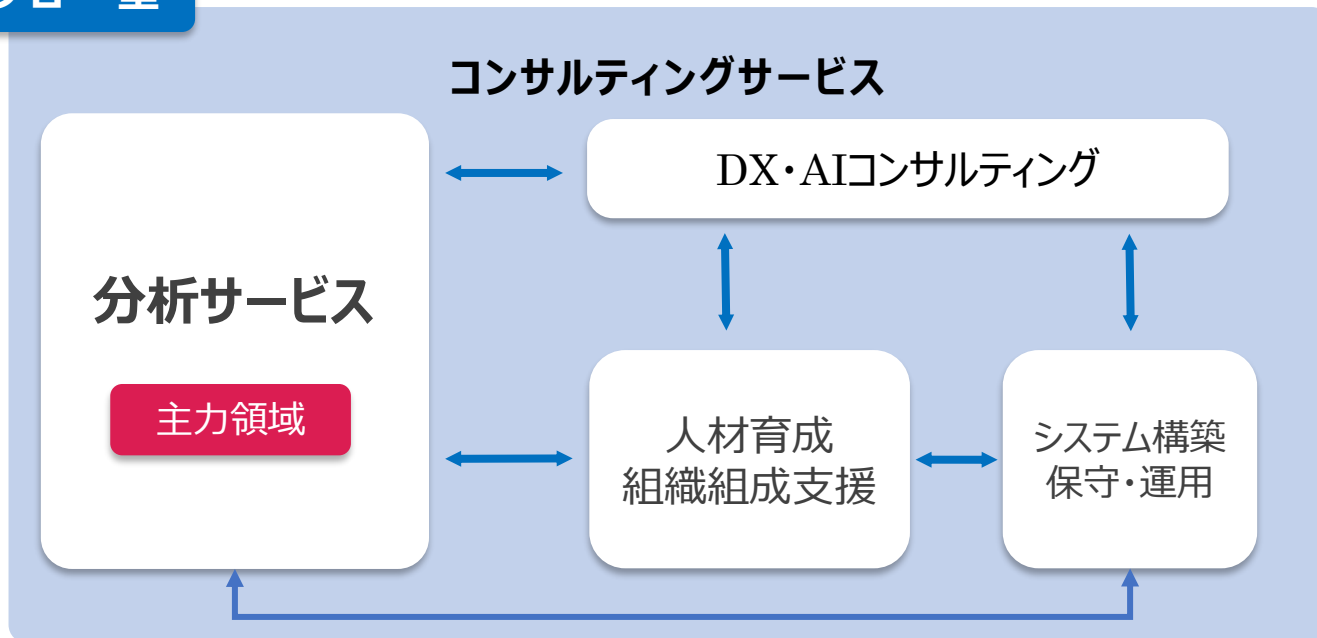 コンサルティングサービス
DX・AIコンサルティング
分析サービス
主力領域
人材育成
組織組成支援
システム構築
保守・運用